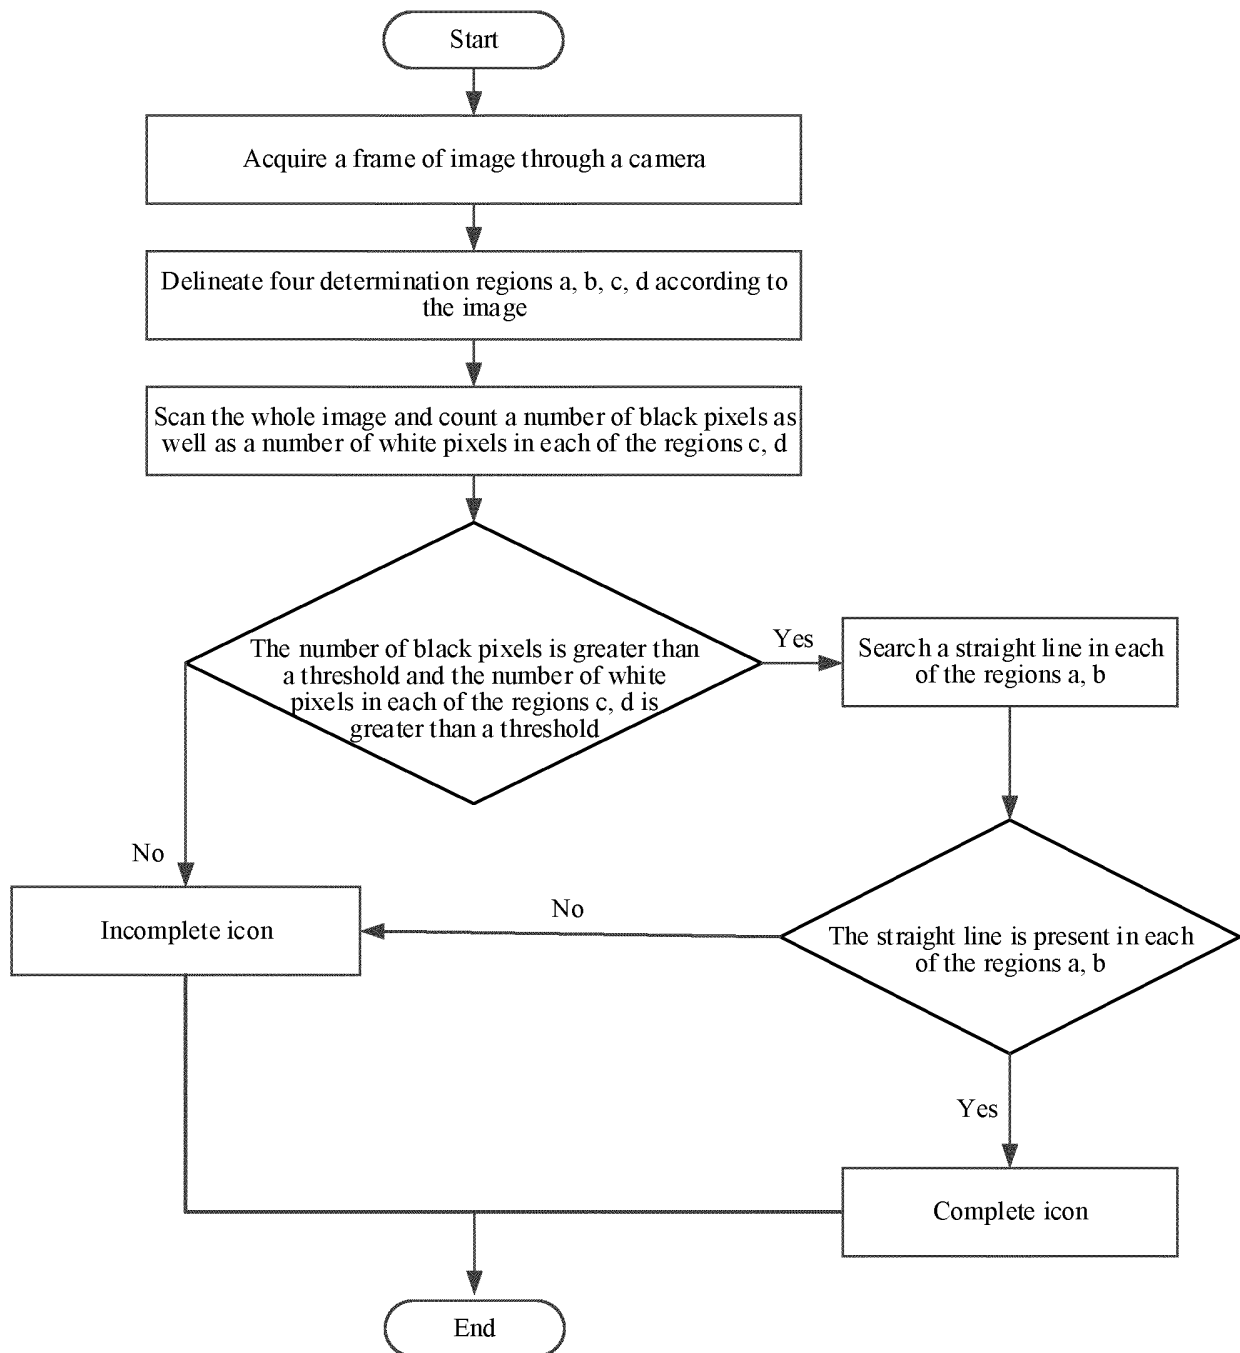 Start
Acquire a frame of image through a camera
Delineate four determination regions a, b, c, d according to
the image
Scan the whole image and count a number of black pixels as
well as a number of white pixels in each of the regions c, d
The number of black pixels is greater than
a threshold and the number of white
pixels in each of the regions c, d is
greater than a threshold
Yes
Search a straight line in each
of the regions a, b
No
Incomplete icon
No
The straight line is present in each
of the regions a, b
Yes
Complete icon
End